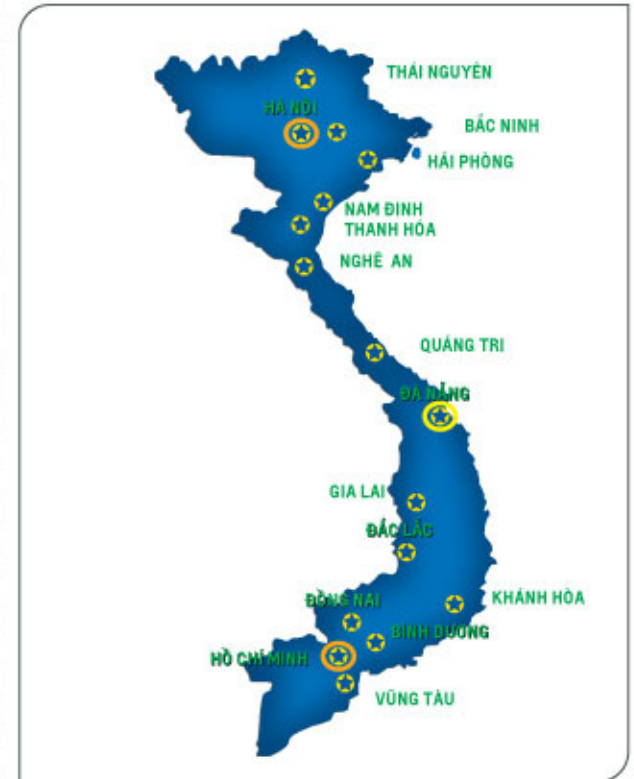 THÁI NGUYÊN
HÀ NỘI
BẮC NINH
HẢI PHÒNG
NAM ĐỊNH
THANH HÓA
NGHỆ AN
QUẢNG TRỊ
ĐÀ NẴNG
GIA LAI
ĐẮC LẮC
KHÁNH HÒA
ĐỒNG NAI
BÌNH DƯƠNG
HỒ CHÍ MINH
VŨNG TÀU